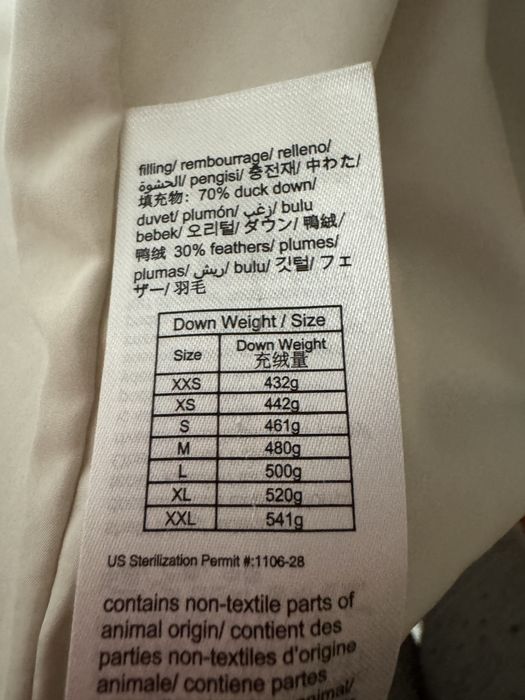 filling/ rembourrage/ relleno/
الحشوة/ pengisi/ 충전재/ 中わた/
填充物: 70% duck down/
duvet/ plumón/ زغب/ bulu
bebek/ 오리털/ ダウン/ 鴨絨/
鸭绒 30% feathers/ plumes/
plumas/ ريش/ bulu/ 깃털/ フェ
ザー/ 羽毛
Down Weight / Size
Size Down Weight
充绒量
XXS 432g
XS 442g
S 461g
M 480g
L 500g
XL 520g
XXL 541g
US Sterilization Permit #:1106-28
contains non-textile parts of
animal origin/ contient des
parties non-textiles d'origine
animale/ contiene partes